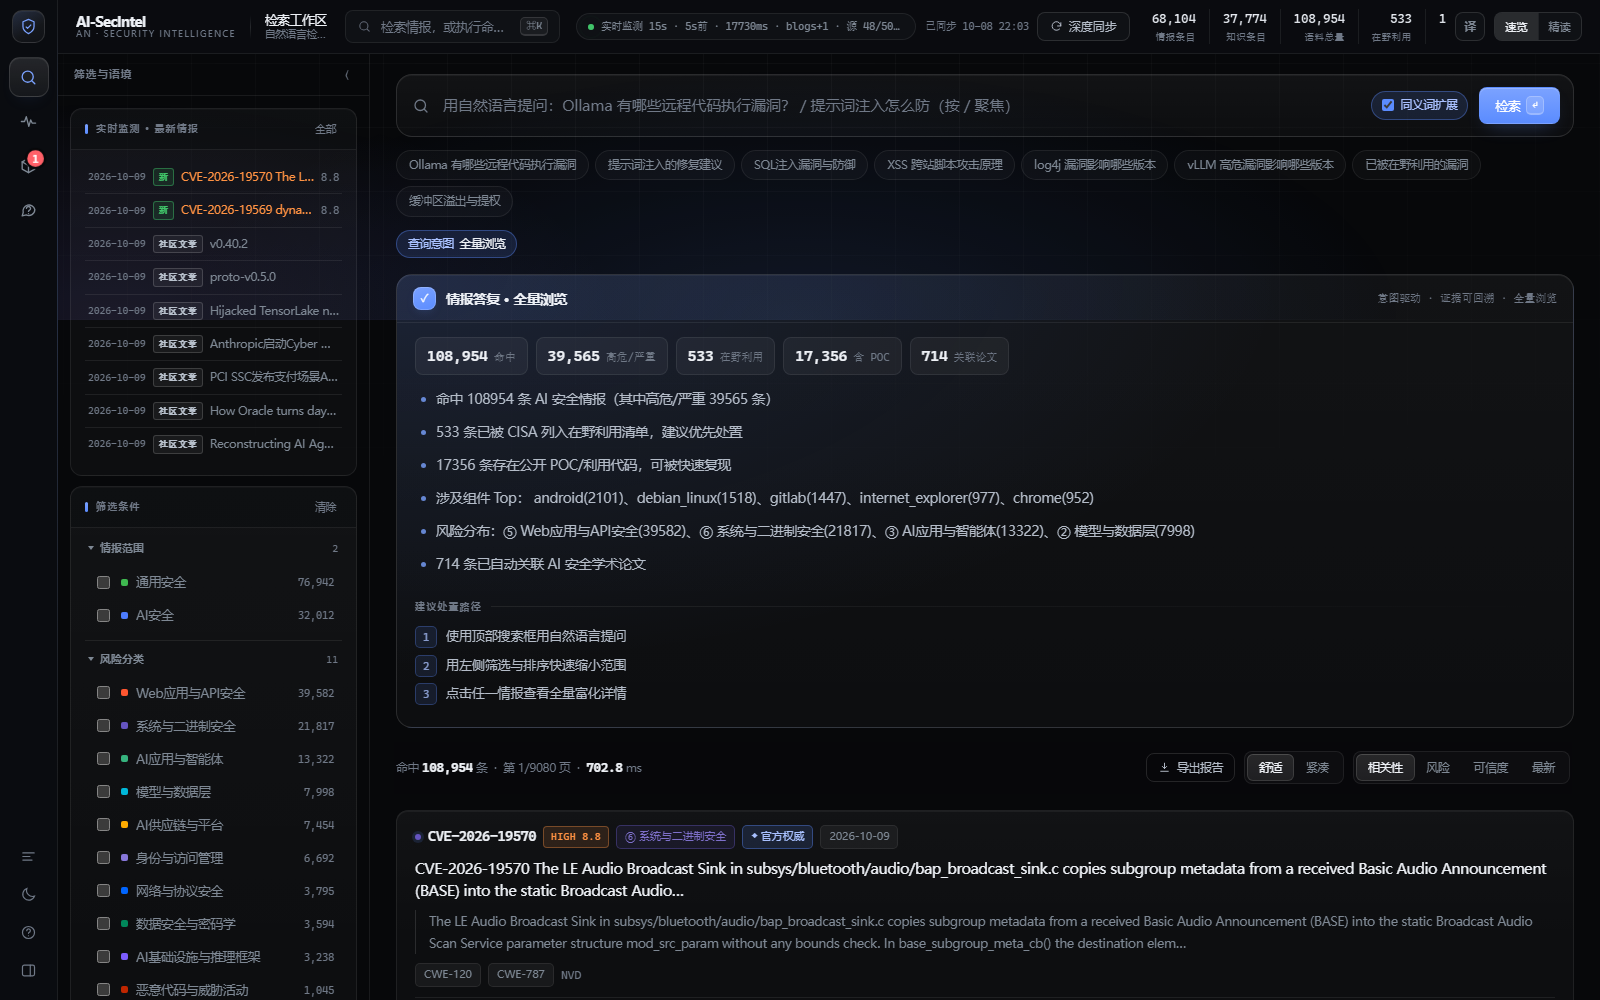 AI-SecIntel
AN · SECURITY INTELLIGENCE
检索工作区
自然语言检...
检索情报，或执行命... ⌘K
实时监测 15s · 5s前 · 17730ms · blogs+1 · 源 48/50...
已同步 10-08 22:03
深度同步
68,104 情报条目
37,774 知识条目
108,954 语料总量
533 在野利用
1
译
速览 精读
筛选与语境
1
实时监测 • 最新情报 全部
2026-10-09 新 CVE-2026-19570 The L... 8.8
2026-10-09 新 CVE-2026-19569 dyna... 8.8
2026-10-09 社区文章 v0.40.2
2026-10-09 社区文章 proto-v0.5.0
2026-10-09 社区文章 Hijacked TensorLake n...
2026-10-09 社区文章 Anthropic启动Cyber ...
2026-10-09 社区文章 PCI SSC发布支付场景A...
2026-10-09 社区文章 How Oracle turns day...
2026-10-09 社区文章 Reconstructing AI Ag...
筛选条件 清除
情报范围 2
通用安全 76,942
AI安全 32,012
风险分类 11
Web应用与API安全 39,582
系统与二进制安全 21,817
AI应用与智能体 13,322
模型与数据层 7,998
AI供应链与平台 7,454
身份与访问管理 6,692
网络与协议安全 3,795
数据安全与密码学 3,594
AI基础设施与推理框架 3,238
恶意代码与威胁活动 1,045
用自然语言提问：Ollama 有哪些远程代码执行漏洞？ / 提示词注入怎么防（按 / 聚焦）
同义词扩展
检索
Ollama 有哪些远程代码执行漏洞
提示词注入的修复建议
SQL注入漏洞与防御
XSS 跨站脚本攻击原理
log4j 漏洞影响哪些版本
vLLM 高危漏洞影响哪些版本
已被在野利用的漏洞
缓冲区溢出与提权
查询意图 全量浏览
情报答复 • 全量浏览
意图驱动 · 证据可回溯 · 全量浏览
108,954 命中
39,565 高危/严重
533 在野利用
17,356 含 POC
714 关联论文
命中 108954 条 AI 安全情报（其中高危/严重 39565 条）
533 条已被 CISA 列入在野利用清单，建议优先处置
17356 条存在公开 POC/利用代码，可被快速复现
涉及组件 Top： android(2101)、debian_linux(1518)、gitlab(1447)、internet_explorer(977)、chrome(952)
风险分布：⑤ Web应用与API安全(39582)、⑥ 系统与二进制安全(21817)、③ AI应用与智能体(13322)、② 模型与数据层(7998)
714 条已自动关联 AI 安全学术论文
建议处置路径
1 使用顶部搜索框用自然语言提问
2 用左侧筛选与排序快速缩小范围
3 点击任一情报查看全量富化详情
命中 108,954 条 · 第 1/9080 页 · 702.8 ms
导出报告
舒适 紧凑
相关性 风险 可信度 最新
CVE-2026-19570 HIGH 8.8 ⑥ 系统与二进制安全 ✦ 官方权威 2026-10-09
CVE-2026-19570 The LE Audio Broadcast Sink in subsys/bluetooth/audio/bap_broadcast_sink.c copies subgroup metadata from a received Basic Audio Announcement
(BASE) into the static Broadcast Audio...
The LE Audio Broadcast Sink in subsys/bluetooth/audio/bap_broadcast_sink.c copies subgroup metadata from a received Basic Audio Announcement (BASE) into the static Broadcast Audio
Scan Service parameter structure mod_src_param without any bounds check. In base_subgroup_meta_cb() the destination elem...
CWE-120 CWE-787 NVD